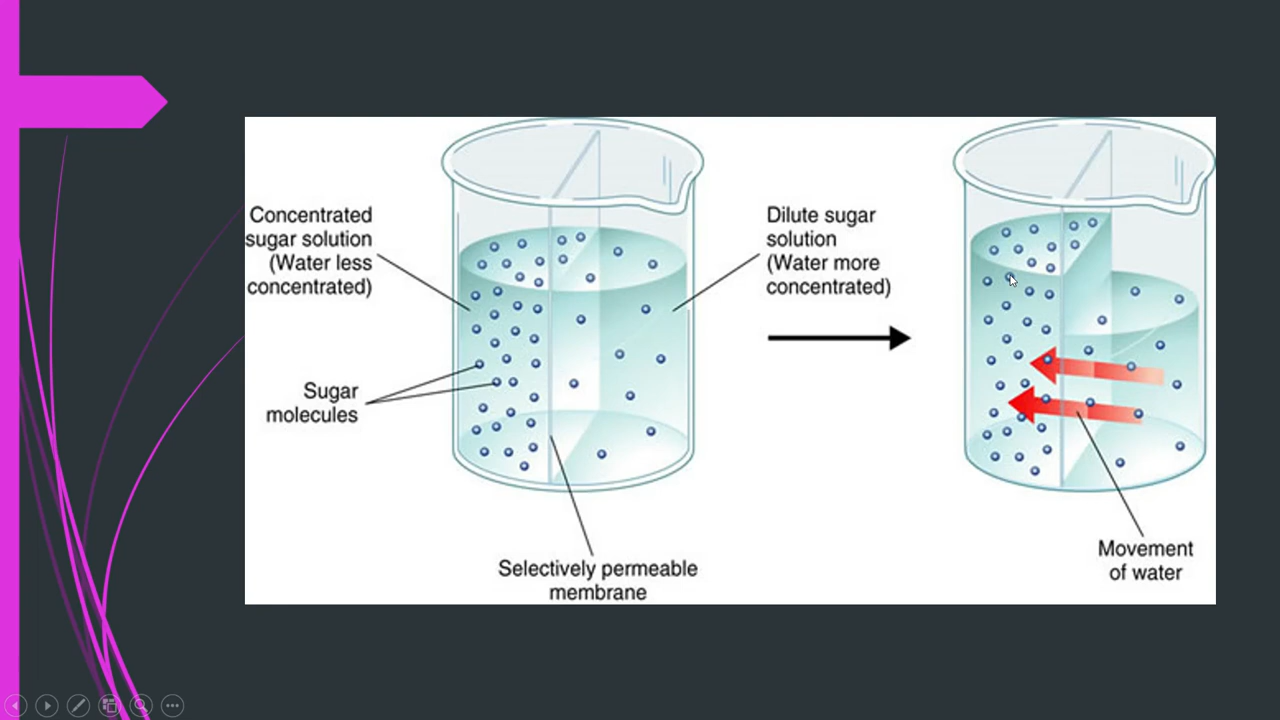 Concentrated
sugar solution
(Water less
concentrated)
Sugar
molecules
Selectively permeable
membrane
Dilute sugar
solution
(Water more
concentrated)
Movement
of water